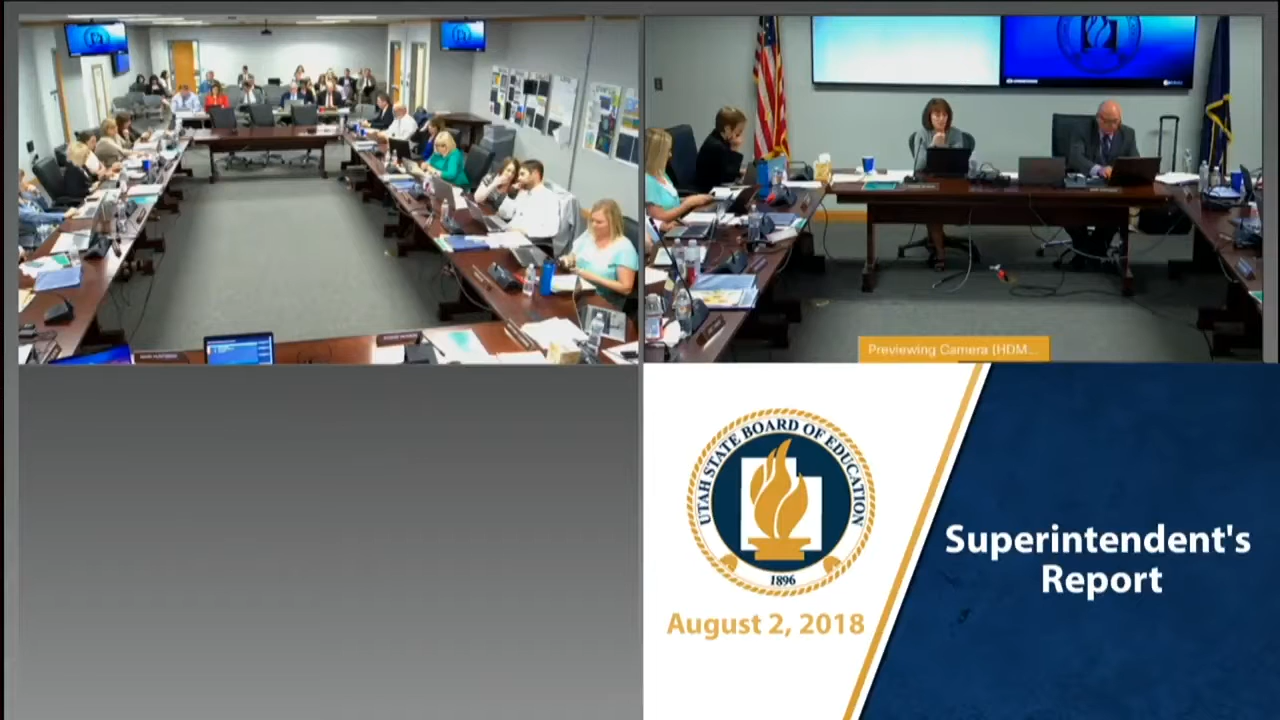 Previewing Camera (HDM...
UTAH STATE BOARD OF EDUCATION
1896
August 2, 2018
Superintendent's
Report